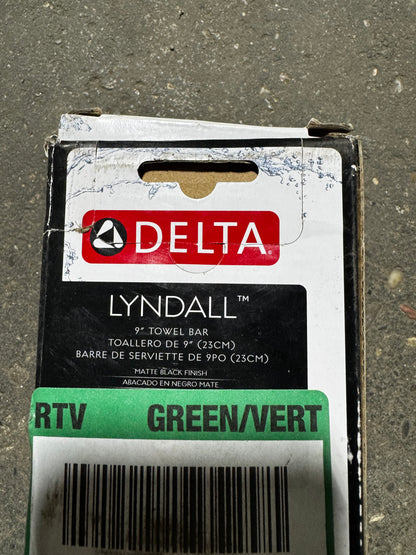 DELTA
LYNDALL™
9" TOWEL BAR
TOALLERO DE 9" (23CM)
BARRE DE SERVIETTE DE 9PO (23CM)
MATTE BLACK FINISH
ABACADO EN NEGRO MATE
RTV GREEN/VERT